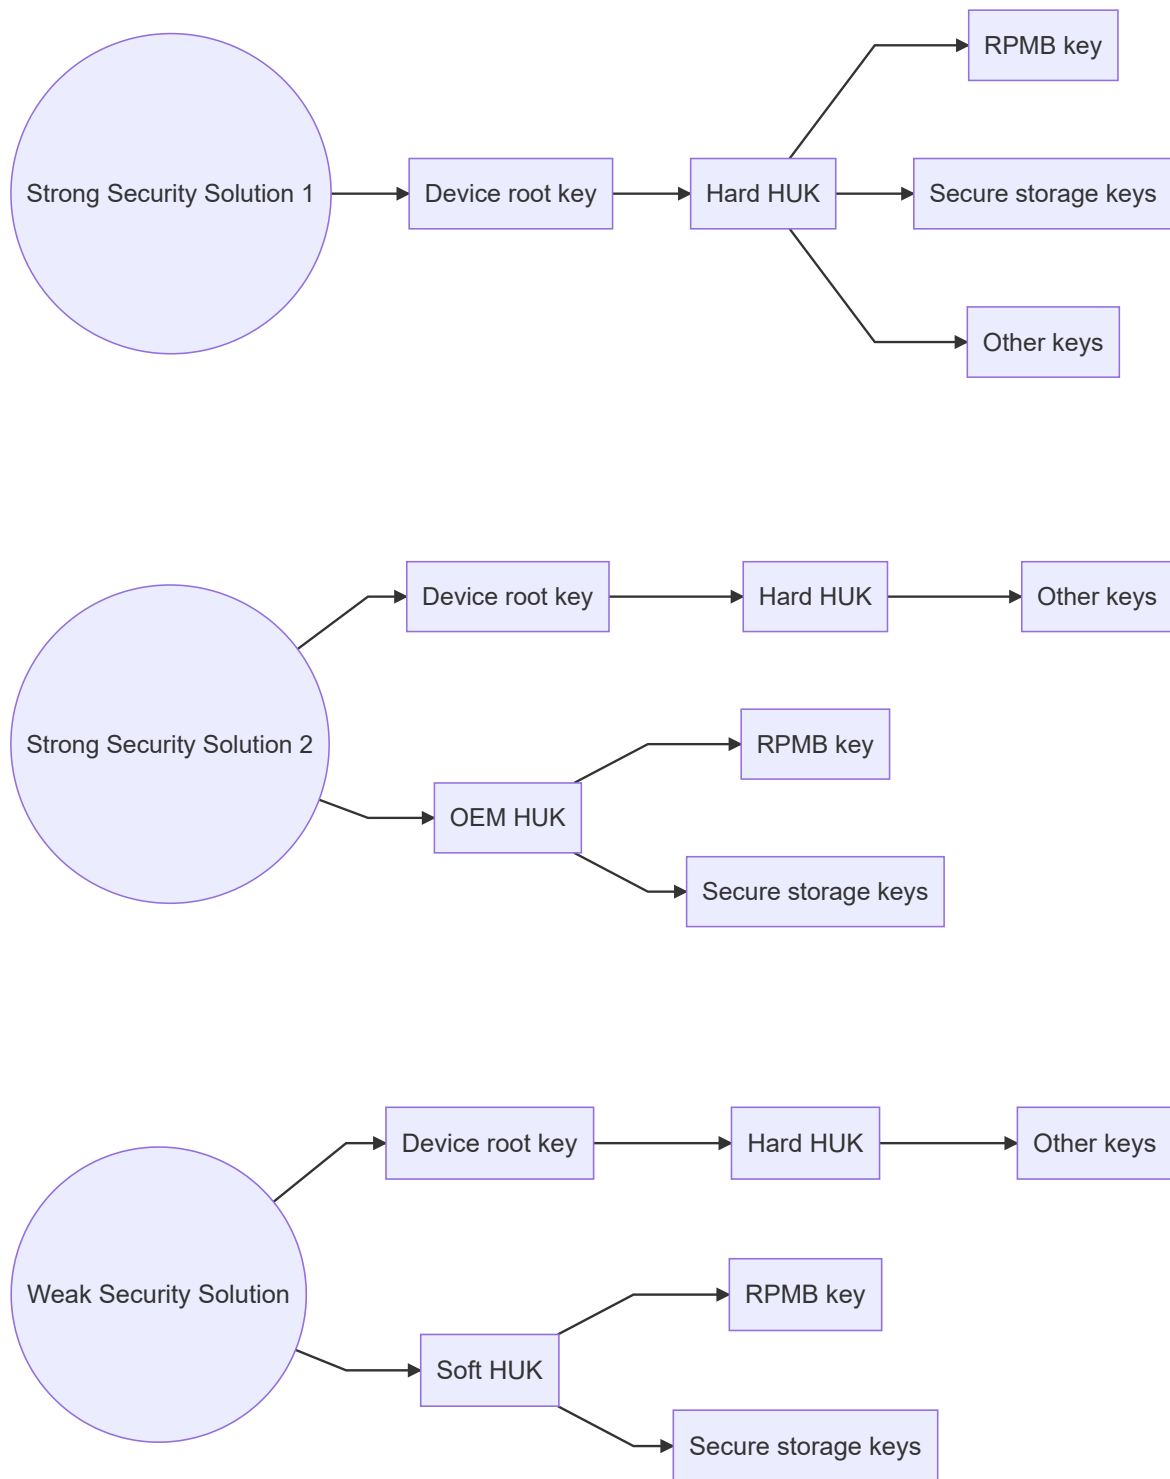 RPMB key
Strong Security Solution 1
Device root key
Hard HUK
Secure storage keys
Other keys
Device root key
Hard HUK
Other keys
Strong Security Solution 2
RPMB key
OEM HUK
Secure storage keys
Device root key
Hard HUK
Other keys
Weak Security Solution
RPMB key
Soft HUK
Secure storage keys